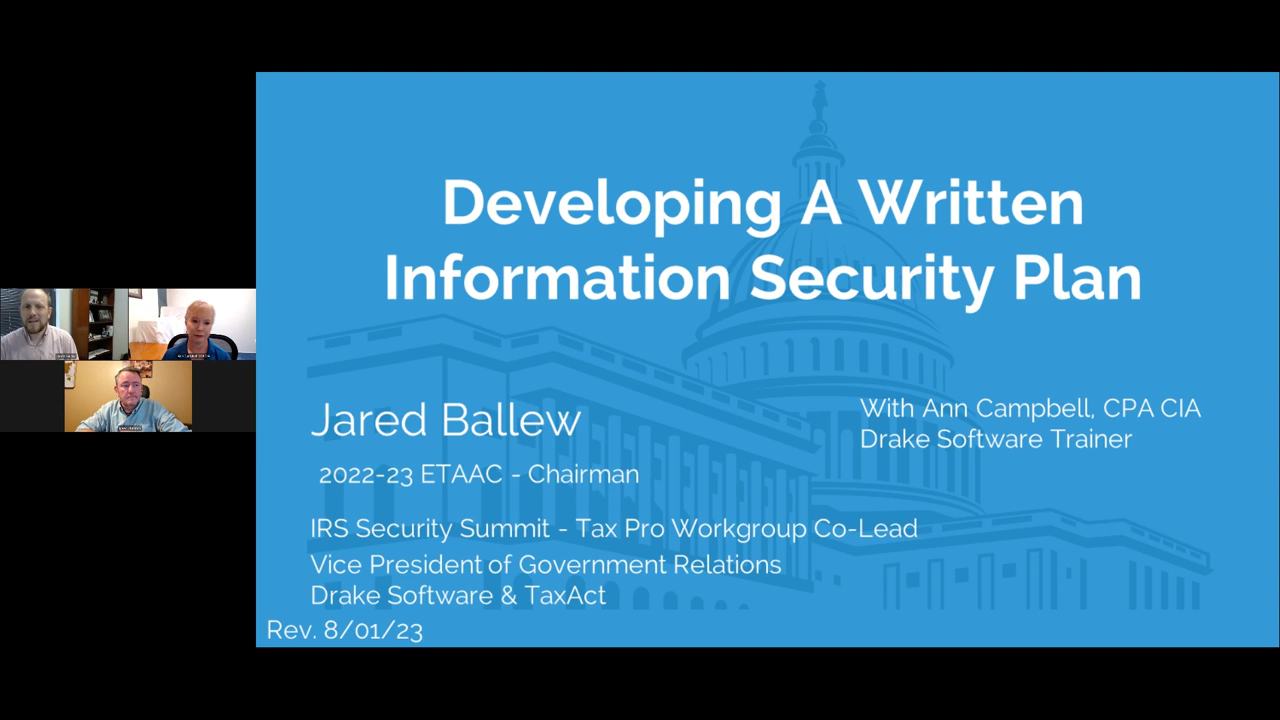 Developing A Written
Information Security Plan
Jared Ballew
2022-23 ETAAC - Chairman
With Ann Campbell, CPA CIA
Drake Software Trainer
IRS Security Summit - Tax Pro Workgroup Co-Lead
Vice President of Government Relations
Drake Software & TaxAct
Rev. 8/01/23